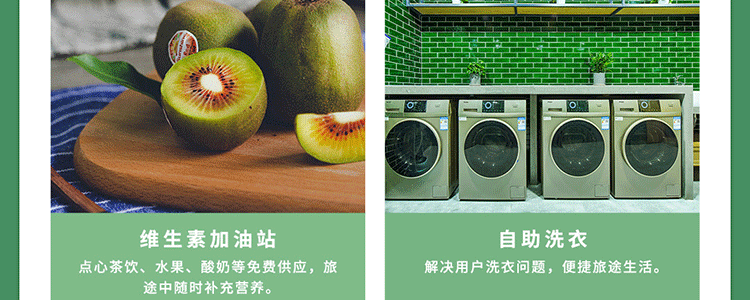 维生素加油站
点心茶饮、水果、酸奶等免费供应，旅
途中随时补充营养。
自助洗衣
解决用户洗衣问题，便捷旅途生活。